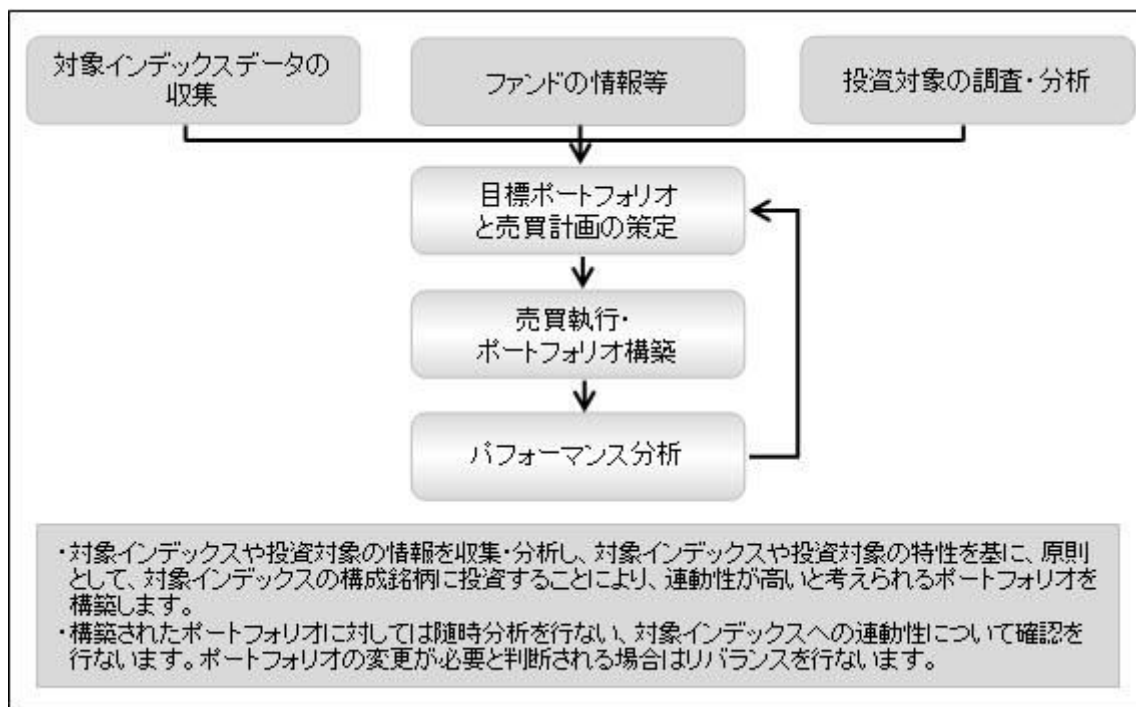 対象インデックスデータの
収集
ファンドの情報等
投資対象の調査・分析
目標ポートフォリオ
と売買計画の策定
売買執行・
ポートフォリオ構築
パフォーマンス分析
・対象インデックスや投資対象の情報を収集・分析し、対象インデックスや投資対象の特性を基に、原則
として、対象インデックスの構成銘柄に投資することにより、連動性が高いと考えられるポートフォリオを
構築します。
・構築されたポートフォリオに対しては随時分析を行ない、対象インデックスへの連動性について確認を
行ないます。ポートフォリオの変更が必要と判断される場合はリバランスを行ないます。